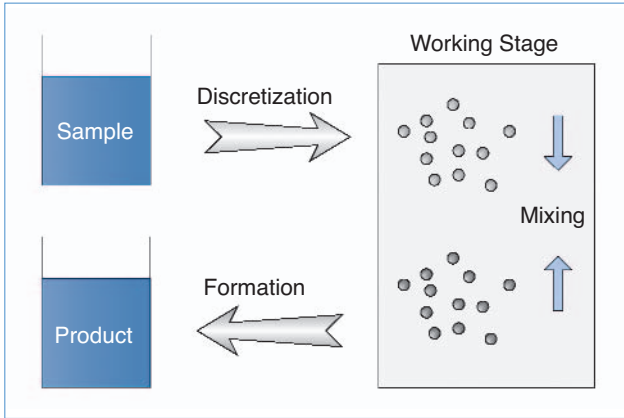 Working Stage
Discretization
Sample
Mixing
Formation
Product